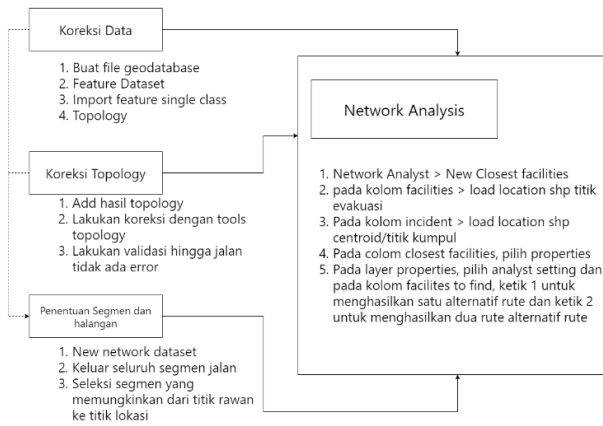 Koreksi Data
1. Buat file geodatabase
2. Feature Dataset
3. Import feature single class
4. Topology
Koreksi Topology
1. Add hasil topology
2. Lakukan koreksi dengan tools
topology
3. Lakukan validasi hingga jalan
tidak ada error
Penentuan Segmen dan
halangan
1. New network dataset
2. Keluar seluruh segmen jalan
3. Seleksi segmen yang
memungkinkan dari titik rawan
ke titik lokasi
Network Analysis
1. Network Analyst > New Closest facilities
2. pada kolom facilities > load location shp titik
evakuasi
3. Pada kolom incident > load location shp
centroid/titik kumpul
4. Pada colom closest facilities, pilih properties
5. Pada layer properties, pilih analyst setting dan
pada kolom facilites to find, ketik 1 untuk
menghasilkan satu alternatif rute dan ketik 2
untuk menghasilkan dua rute alternatif rute